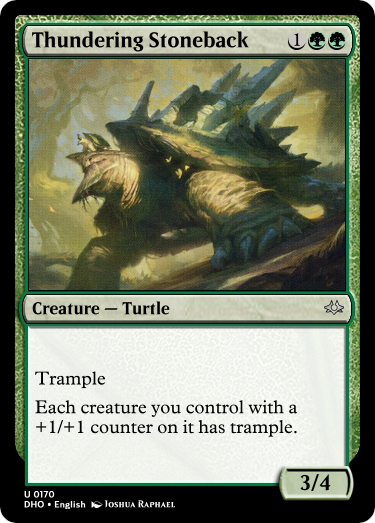 Thundering Stoneback 1
Creature — Turtle
Trample
Each creature you control with a
+1/+1 counter on it has trample.
3/4
U 0170
DHO • English Joshua Raphael